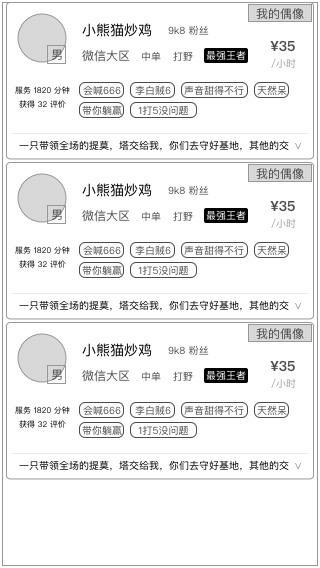 我的偶像
小熊猫炒鸡 9k8 粉丝 ¥35
男 微信大区 中单 打野 最强王者 /小时
服务 1820 分钟 会喊666 李白贼6 声音甜得不行 天然呆
获得 32 评价 带你躺赢 1打5没问题
一只带领全场的提莫，塔交给我，你们去守好基地，其他的交
我的偶像
小熊猫炒鸡 9k8 粉丝 ¥35
男 微信大区 中单 打野 最强王者 /小时
服务 1820 分钟 会喊666 李白贼6 声音甜得不行 天然呆
获得 32 评价 带你躺赢 1打5没问题
一只带领全场的提莫，塔交给我，你们去守好基地，其他的交
我的偶像
小熊猫炒鸡 9k8 粉丝 ¥35
男 微信大区 中单 打野 最强王者 /小时
服务 1820 分钟 会喊666 李白贼6 声音甜得不行 天然呆
获得 32 评价 带你躺赢 1打5没问题
一只带领全场的提莫，塔交给我，你们去守好基地，其他的交